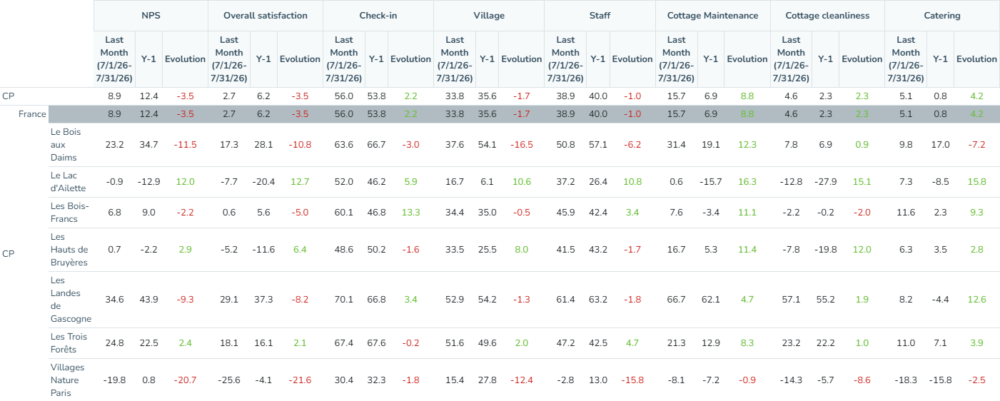 NPS Overall satisfaction Check-in Village Staff Cottage Maintenance Cottage cleanliness Catering
Last Month (7/1/26-7/31/26) Y-1 Evolution Last Month (7/1/26-7/31/26) Y-1 Evolution Last Month (7/1/26-7/31/26) Y-1 Evolution Last Month (7/1/26-7/31/26) Y-1 Evolution Last Month (7/1/26-7/31/26) Y-1 Evolution Last Month (7/1/26-7/31/26) Y-1 Evolution Last Month (7/1/26-7/31/26) Y-1 Evolution Last Month (7/1/26-7/31/26) Y-1 Evolution
CP 8.9 12.4 -3.5 2.7 6.2 -3.5 56.0 53.8 2.2 33.8 35.6 -1.7 38.9 40.0 -1.0 15.7 6.9 8.8 4.6 2.3 2.3 5.1 0.8 4.2
France 8.9 12.4 -3.5 2.7 6.2 -3.5 56.0 53.8 2.2 33.8 35.6 -1.7 38.9 40.0 -1.0 15.7 6.9 8.8 4.6 2.3 2.3 5.1 0.8 4.2
CP
Le Bois aux Daims 23.2 34.7 -11.5 17.3 28.1 -10.8 63.6 66.7 -3.0 37.6 54.1 -16.5 50.8 57.1 -6.2 31.4 19.1 12.3 7.8 6.9 0.9 9.8 17.0 -7.2
Le Lac d'Ailette -0.9 -12.9 12.0 -7.7 -20.4 12.7 52.0 46.2 5.9 16.7 6.1 10.6 37.2 26.4 10.8 0.6 -15.7 16.3 -12.8 -27.9 15.1 7.3 -8.5 15.8
Les Bois-Francs 6.8 9.0 -2.2 0.6 5.6 -5.0 60.1 46.8 13.3 34.4 35.0 -0.5 45.9 42.4 3.4 7.6 -3.4 11.1 -2.2 -0.2 -2.0 11.6 2.3 9.3
Les Hauts de Bruyères 0.7 -2.2 2.9 -5.2 -11.6 6.4 48.6 50.2 -1.6 33.5 25.5 8.0 41.5 43.2 -1.7 16.7 5.3 11.4 -7.8 -19.8 12.0 6.3 3.5 2.8
Les Landes de Gascogne 34.6 43.9 -9.3 29.1 37.3 -8.2 70.1 66.8 3.4 52.9 54.2 -1.3 61.4 63.2 -1.8 66.7 62.1 4.7 57.1 55.2 1.9 8.2 -4.4 12.6
Les Trois Forêts 24.8 22.5 2.4 18.1 16.1 2.1 67.4 67.6 -0.2 51.6 49.6 2.0 47.2 42.5 4.7 21.3 12.9 8.3 23.2 22.2 1.0 11.0 7.1 3.9
Villages Nature Paris -19.8 0.8 -20.7 -25.6 -4.1 -21.6 30.4 32.3 -1.8 15.4 27.8 -12.4 -2.8 13.0 -15.8 -8.1 -7.2 -0.9 -14.3 -5.7 -8.6 -18.3 -15.8 -2.5